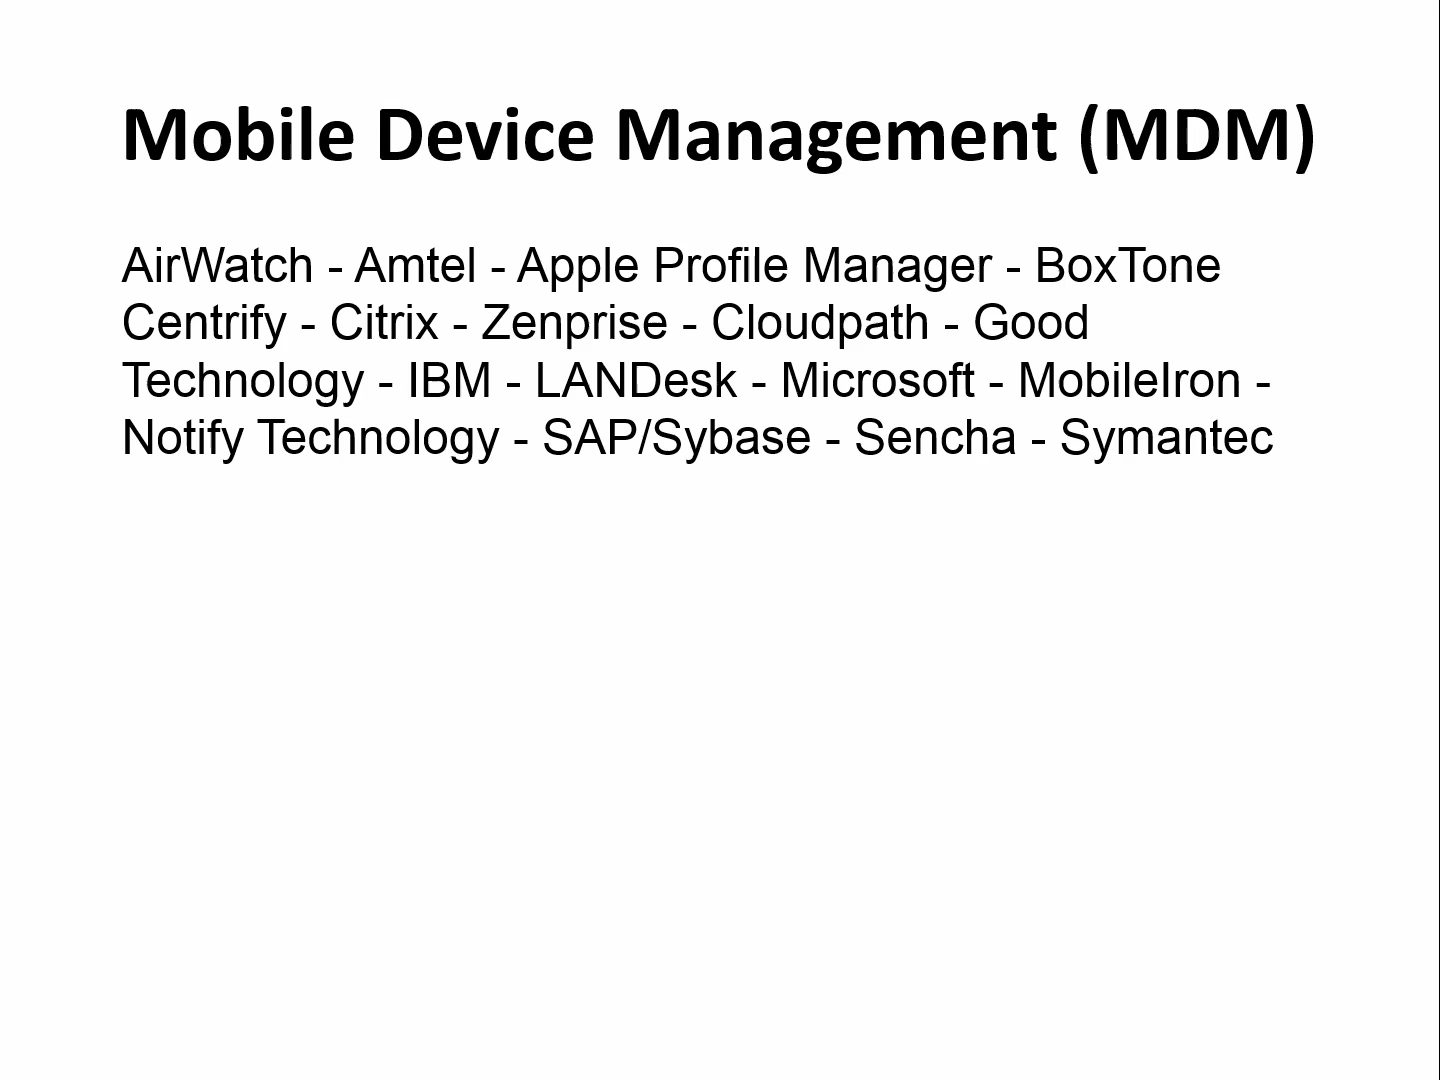 Mobile Device Management (MDM)
AirWatch - Amtel - Apple Profile Manager - BoxTone
Centrify - Citrix - Zenprise - Cloudpath - Good
Technology - IBM - LANDesk - Microsoft - MobileIron -
Notify Technology - SAP/Sybase - Sencha - Symantec